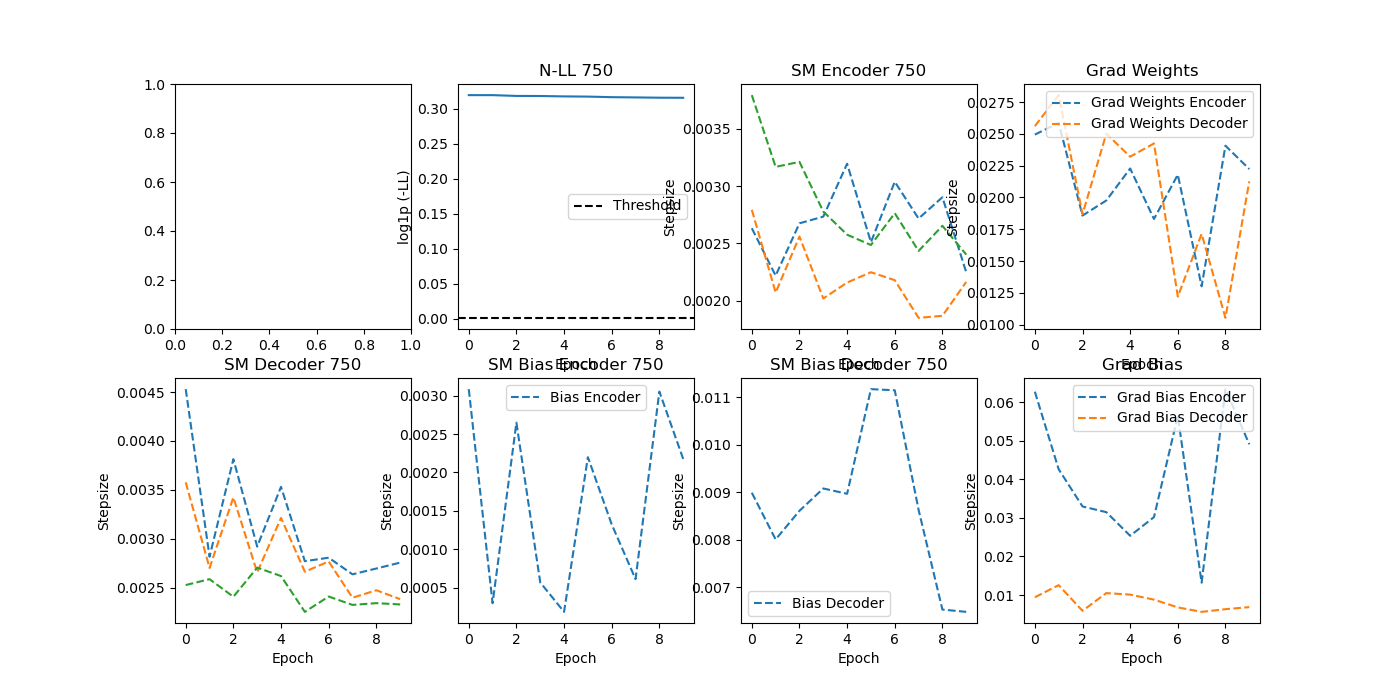 N-LL 750
SM Encoder 750
Grad Weights
1.0
0.8
0.6
0.4
0.2
0.0
0.0 0.2 0.4 0.6 0.8 1.0
log1p (-LL)
0.30
0.25
0.20
0.15
0.10
0.05
0.00
Threshold
0 2 4 6 8
Epoch
Stepsize
0.0035
0.0030
0.0025
0.0020
0 2 4 6 8
Epoch
Stepsize
0.0275
0.0250
0.0225
0.0200
0.0175
0.0150
0.0125
0.0100
Grad Weights Encoder
Grad Weights Decoder
0 2 4 6 8
Epoch
SM Decoder 750
SM Bias Encoder 750
SM Bias Decoder 750
Grad Bias
Stepsize
0.0045
0.0040
0.0035
0.0030
0.0025
0 2 4 6 8
Epoch
Stepsize
0.0030
0.0025
0.0020
0.0015
0.0010
0.0005
Bias Encoder
0 2 4 6 8
Epoch
Stepsize
0.011
0.010
0.009
0.008
0.007
Bias Decoder
0 2 4 6 8
Epoch
Stepsize
0.06
0.05
0.04
0.03
0.02
0.01
Grad Bias Encoder
Grad Bias Decoder
0 2 4 6 8
Epoch